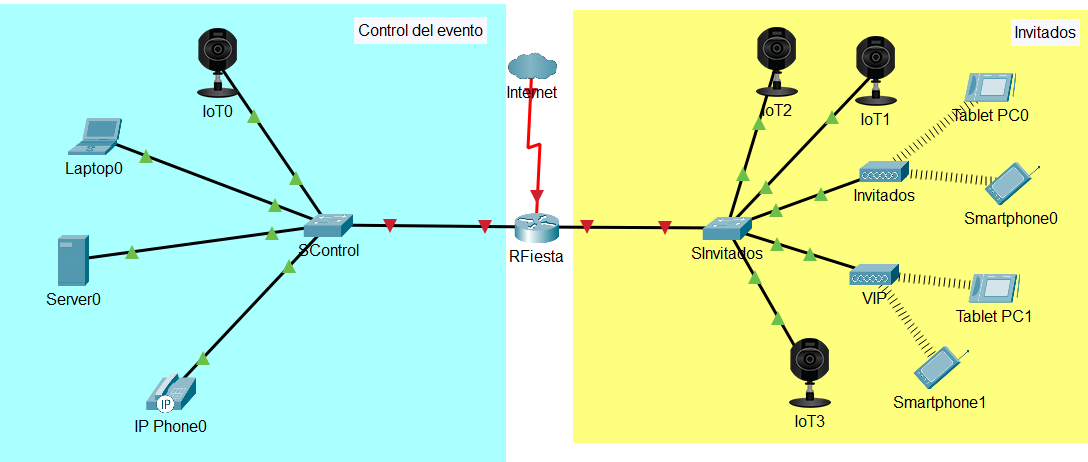 Control del evento
Invitados
Internet
IoT0
IoT2
IoT1
Tablet PC0
Laptop0
Invitados
Smartphone0
SControl
RFiesta
SInvitados
Server0
VIP
Tablet PC1
IP
IP Phone0
Smartphone1
IoT3